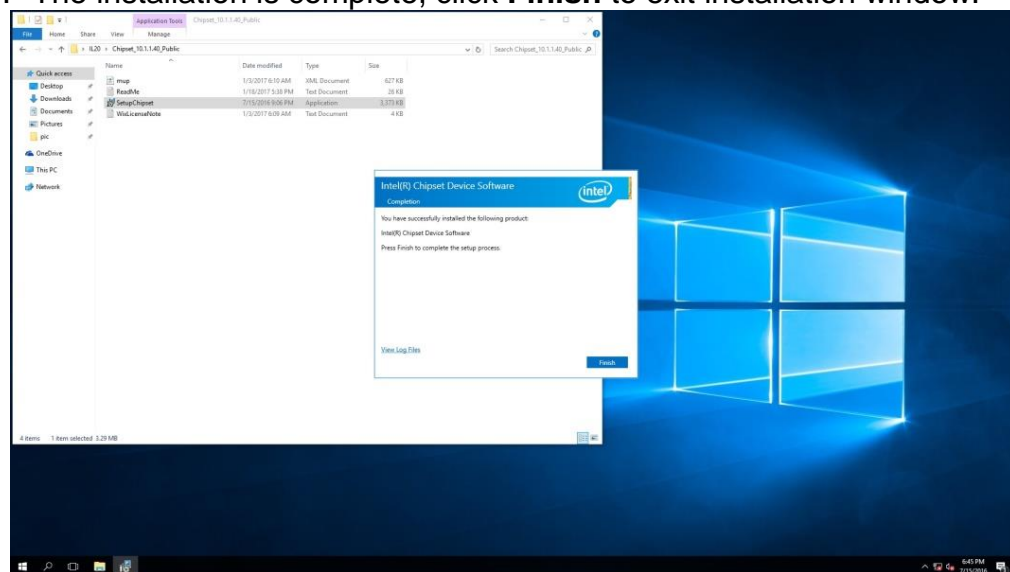 The installation is complete, click Finish to exit installation window.
Application Tools Chipset_10.1.1.40_Public
File Home Share View Manage
IL20 › Chipset_10.1.1.40_Public
Search Chipset_10.1.1.40_Public
Name Date modified Type Size
Quick access
Desktop
Downloads
Documents
Pictures
pic
OneDrive
This PC
Network
mup 1/3/2017 6:10 AM XML Document 627 KB
ReadMe 1/18/2017 5:38 PM Text Document 26 KB
SetupChipset 7/15/2016 9:06 PM Application 3,373 KB
WixLicenseNote 1/3/2017 6:09 AM Text Document 4 KB
Intel(R) Chipset Device Software
Completion
intel
You have successfully installed the following product:
Intel(R) Chipset Device Software
Press Finish to complete the setup process.
View Log Files
Finish
4 items 1 item selected 3.29 MB
6:45 PM
7/15/2016